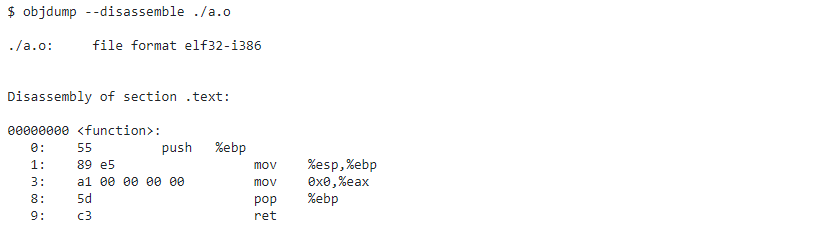 $ objdump --disassemble ./a.o
./a.o:     file format elf32-i386
Disassembly of section .text:
00000000 <function>:
   0:    55         push   %ebp
   1:    89 e5                  mov    %esp,%ebp
   3:    a1 00 00 00 00         mov    0x0,%eax
   8:    5d                     pop    %ebp
   9:    c3                     ret